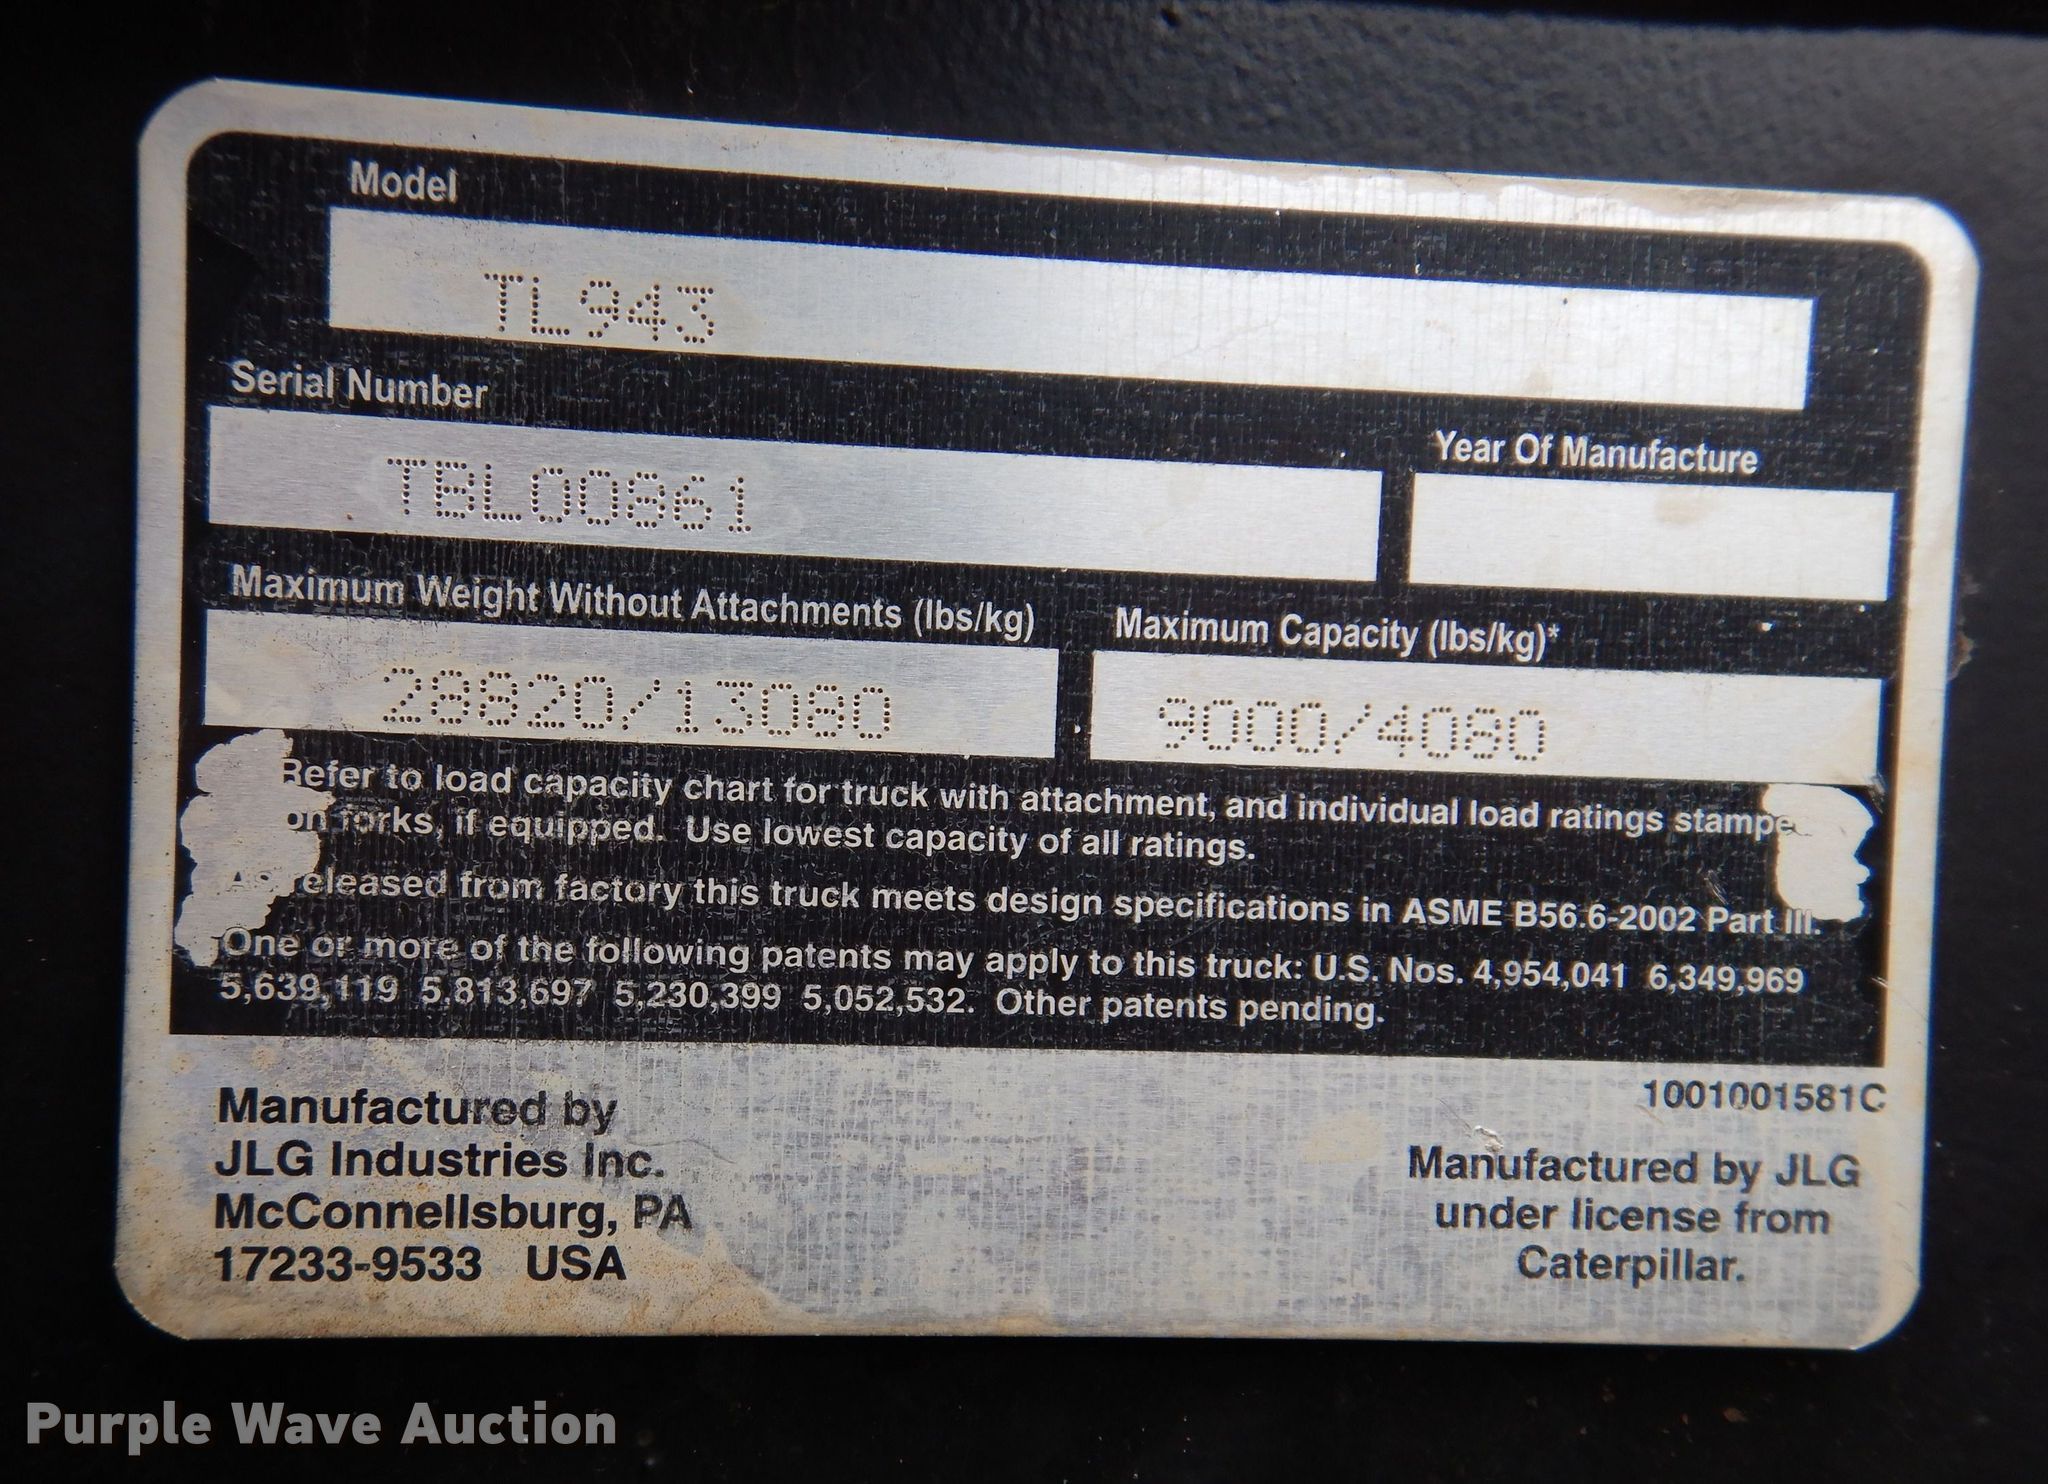 Model
TL943
Serial Number
TBL00861
Year Of Manufacture
Maximum Weight Without Attachments (lbs/kg)
28820/13080
Maximum Capacity (lbs/kg)*
9000/4080
Refer to load capacity chart for truck with attachment, and individual load ratings stampe
on forks, if equipped. Use lowest capacity of all ratings.
As released from factory this truck meets design specifications in ASME B56.6-2002 Part III.
One or more of the following patents may apply to this truck: U.S. Nos. 4,954,041 6,349,969
5,639,119 5,813,697 5,230,399 5,052,532. Other patents pending.
1001001581C
Manufactured by
JLG Industries Inc.
McConnellsburg, PA
17233-9533 USA
Manufactured by JLG
under license from
Caterpillar.
Purple Wave Auction